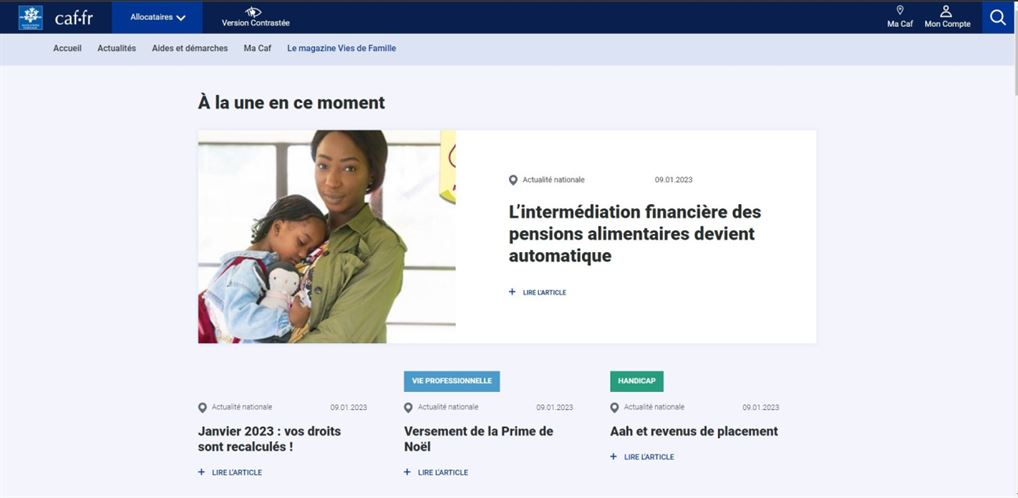 caf.fr
Allocataires
Version Contrastée
Ma Caf
Mon Compte
Accueil
Actualités
Aides et démarches
Ma Caf
Le magazine Vies de Famille
À la une en ce moment
Actualité nationale
09.01.2023
L’intermédiation financière des
pensions alimentaires devient
automatique
+ LIRE L'ARTICLE
Actualité nationale
09.01.2023
Janvier 2023 : vos droits
sont recalculés !
+ LIRE L'ARTICLE
VIE PROFESSIONNELLE
Actualité nationale
09.01.2023
Versement de la Prime de
Noël
+ LIRE L'ARTICLE
HANDICAP
Actualité nationale
09.01.2023
Aah et revenus de placement
+ LIRE L'ARTICLE